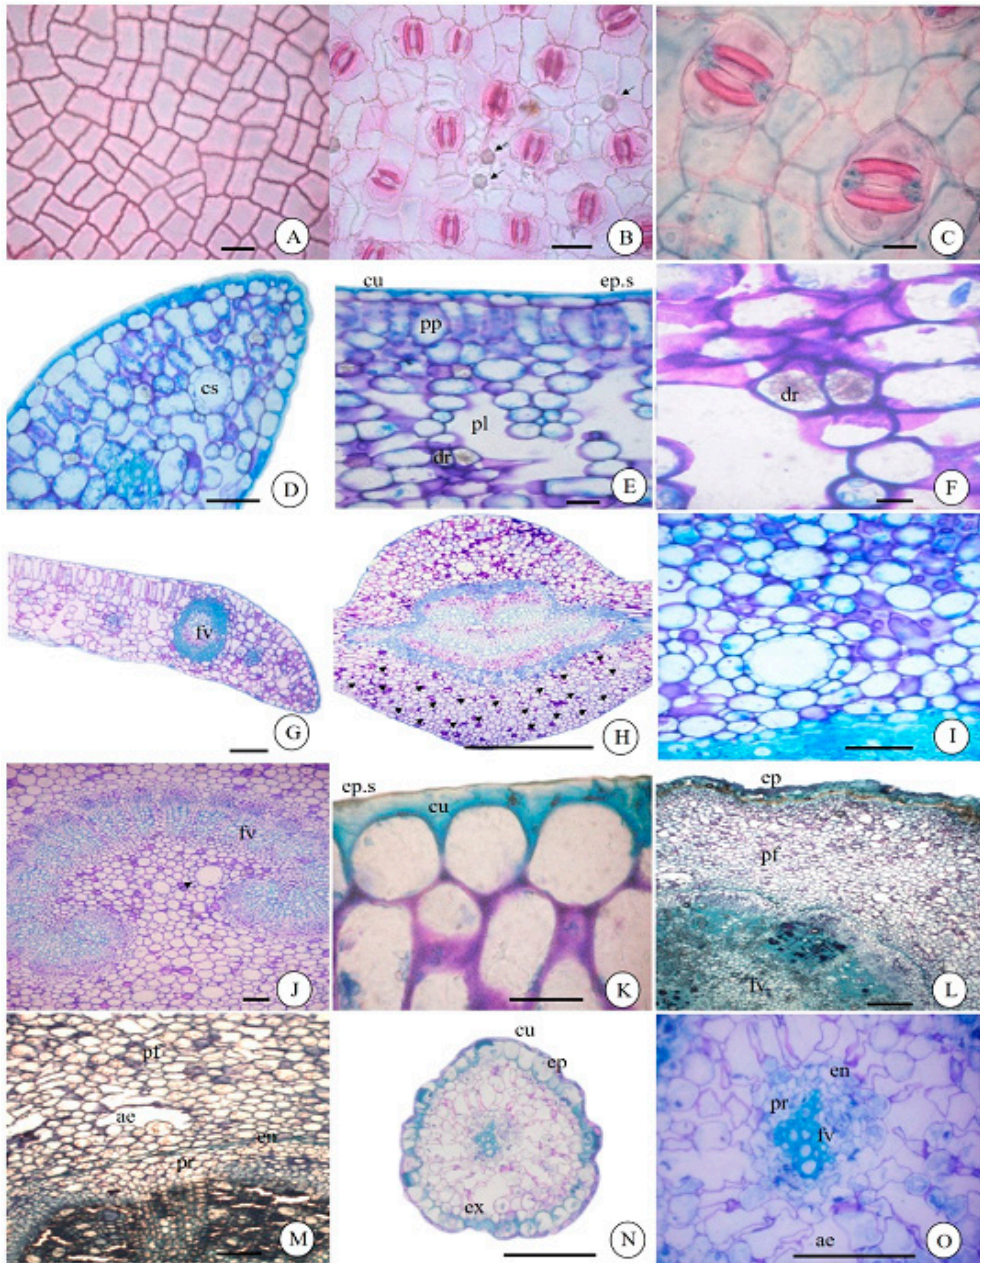 A
B
C
cu
ep.s
cs
pp
pl
dr
dr
D
E
F
fv
G
H
I
fv
ep.s
cu
ep
pf
fv
J
K
L
pf
ae
en
pr
cu
ep
ex
en
pr
fv
ae
M
N
O